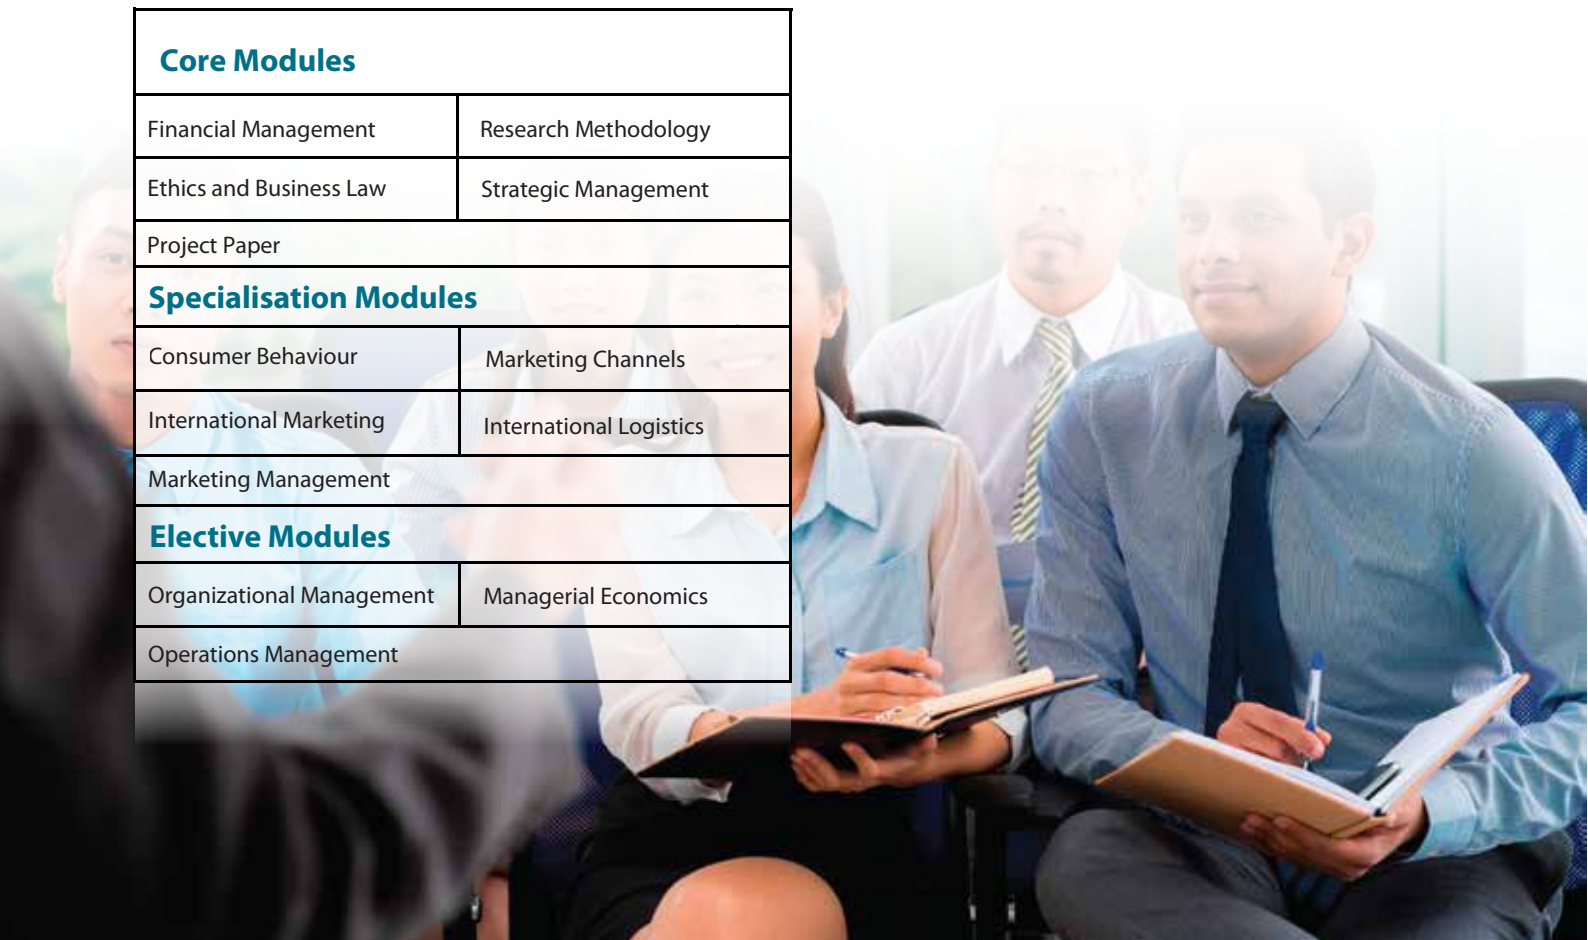 Core Modules
Financial Management
Research Methodology
Ethics and Business Law
Strategic Management
Project Paper
Specialisation Modules
Consumer Behaviour
Marketing Channels
International Marketing
International Logistics
Marketing Management
Elective Modules
Organizational Management
Managerial Economics
Operations Management